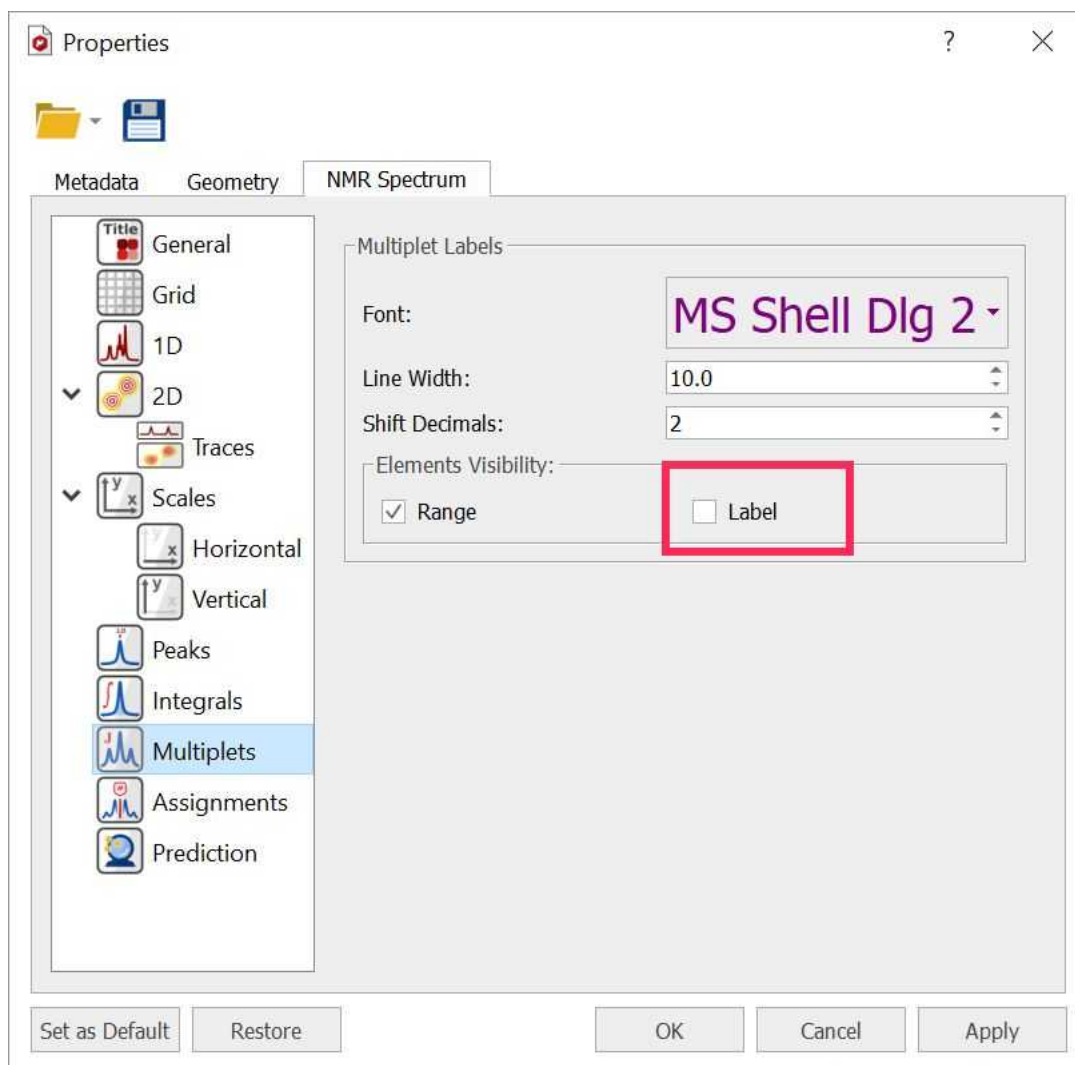 Properties
?
Metadata
Geometry
NMR Spectrum
Title
General
Grid
1D
2D
Traces
Scales
Horizontal
Vertical
Peaks
Integrals
Multiplets
Assignments
Prediction
Multiplet Labels
Font:
MS Shell Dlg 2
Line Width:
10.0
Shift Decimals:
2
Elements Visibility:
Range
Label
Set as Default
Restore
OK
Cancel
Apply